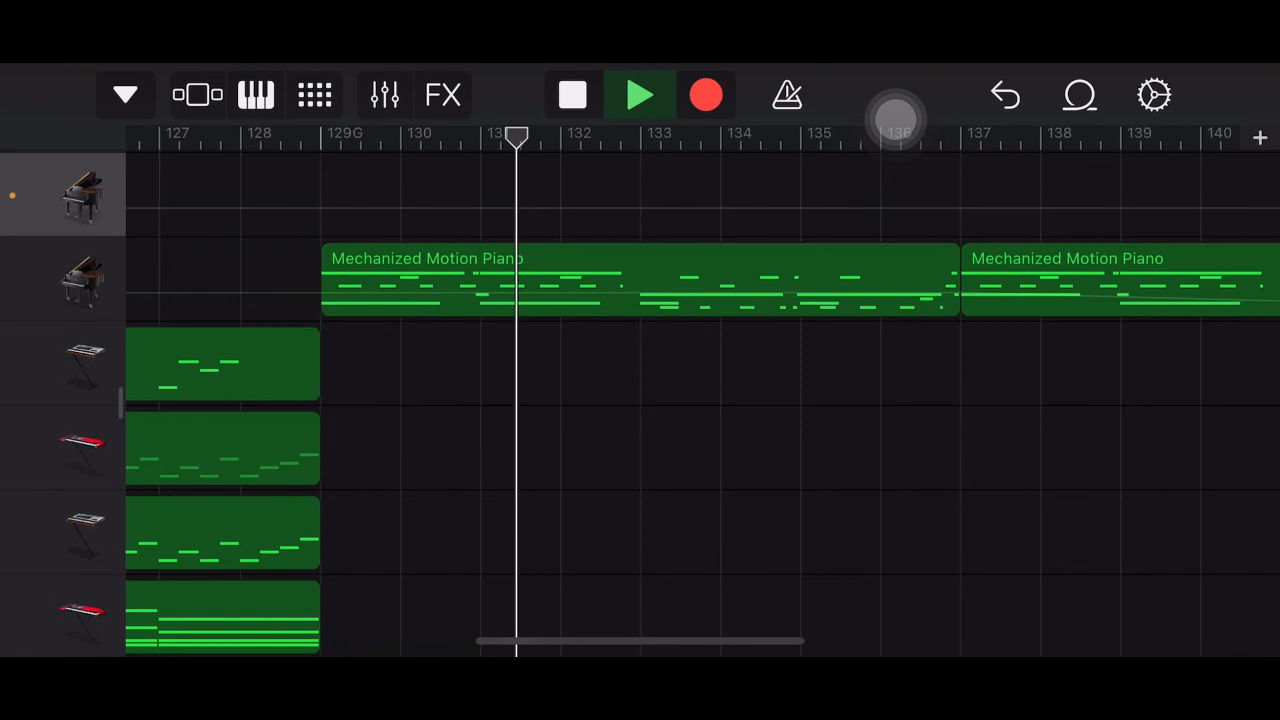 FX
127 128 129G 130 132 133 134 135 136 137 138 139 140
Mechanized Motion Piano Mechanized Motion Piano